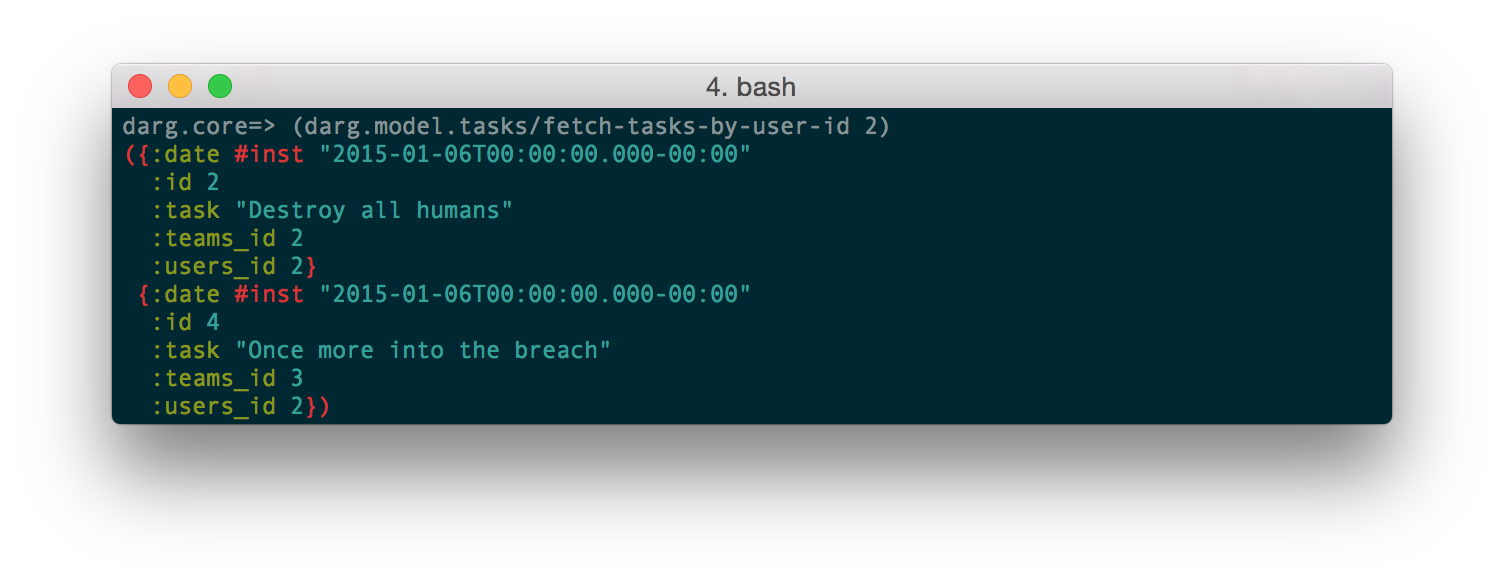 4. bash
darg.core=> (darg.model.tasks/fetch-tasks-by-user-id 2)
({:date #inst "2015-01-06T00:00:00.000-00:00"
  :id 2
  :task "Destroy all humans"
  :teams_id 2
  :users_id 2}
 {:date #inst "2015-01-06T00:00:00.000-00:00"
  :id 4
  :task "Once more into the breach"
  :teams_id 3
  :users_id 2})